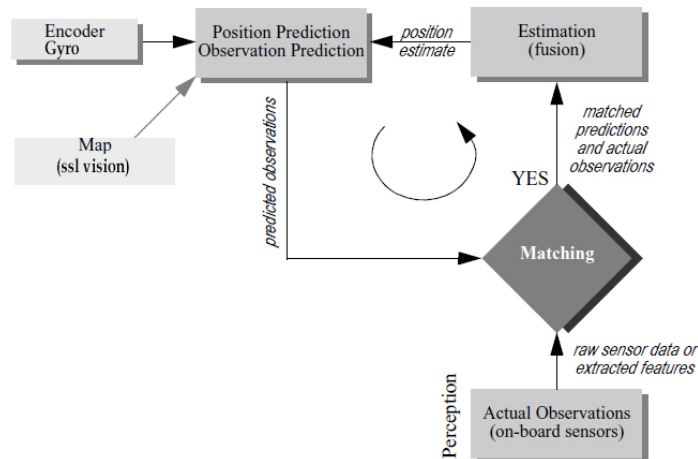 Encoder
Gyro
Position Prediction
Observation Prediction
position
estimate
Estimation
(fusion)
Map
(ssl vision)
predicted observations
matched
predictions
and actual
observations
YES
Matching
raw sensor data or
extracted features
Perception
Actual Observations
(on-board sensors)